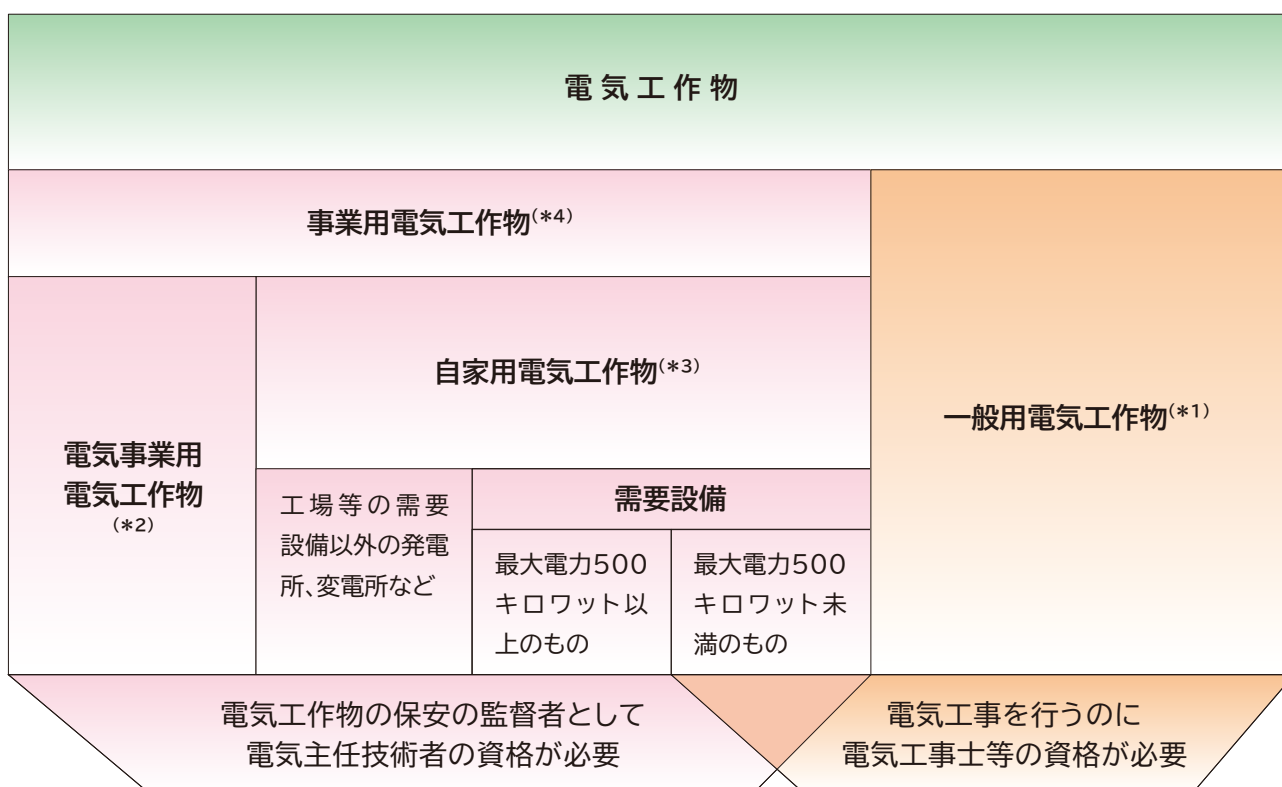 電気工作物
事業用電気工作物(*4)
電気事業用
電気工作物
(*2)
自家用電気工作物(*3)
工場等の需要
設備以外の発電
所、変電所など
需要設備
最大電力500
キロワット以
上のもの
最大電力500
キロワット未
満のもの
一般用電気工作物(*1)
電気工作物の保安の監督者として
電気主任技術者の資格が必要
電気工事を行うのに
電気工事士等の資格が必要